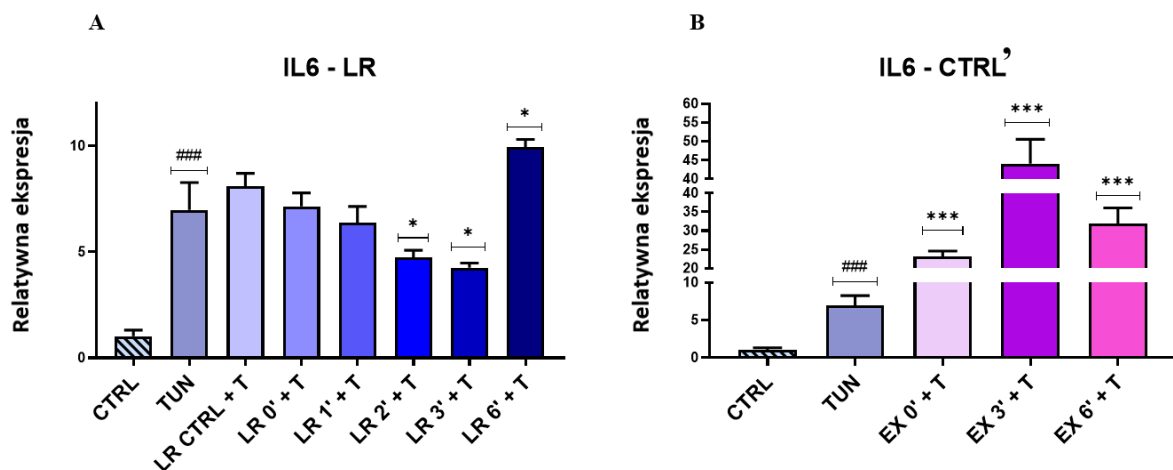 A
IL6 - LR
Relatywna ekspresja
10
5
0
###
*
*
*
CTRL
TUN
LR CTRL + T
LR 0' + T
LR 1' + T
LR 2' + T
LR 3' + T
LR 6' + T
B
IL6 - CTRL’
Relatywna ekspresja
60
55
50
45
40
35
30
25
20
10
5
0
###
***
***
***
CTRL
TUN
EX 0' + T
EX 3' + T
EX 6' + T